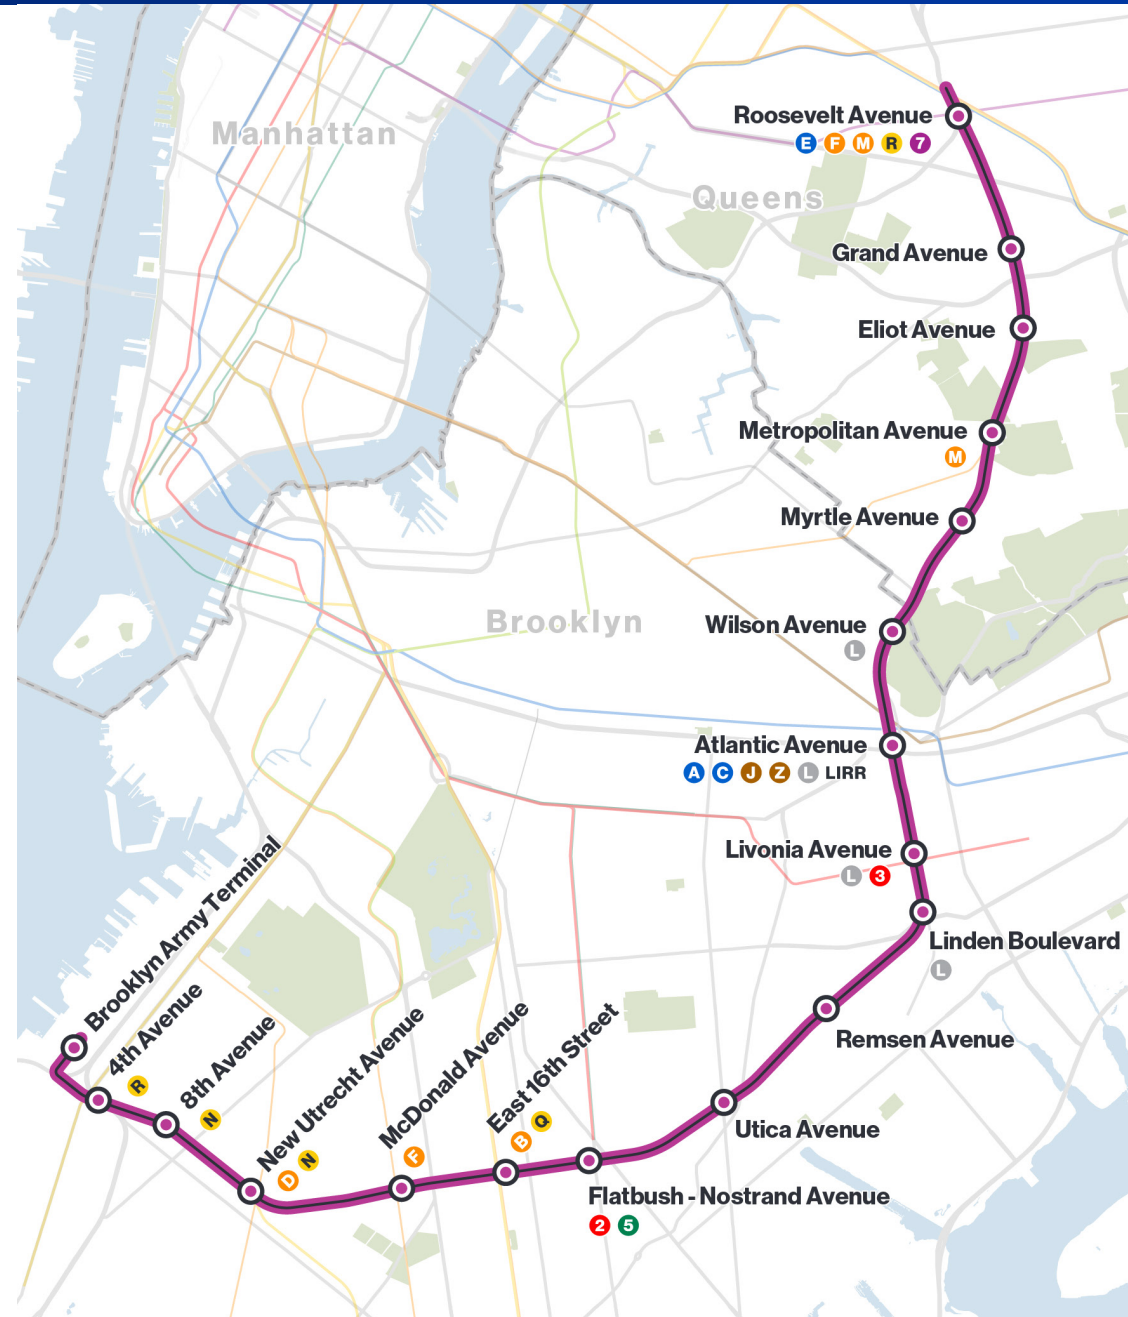 Manhattan
Roosevelt Avenue
E F M R 7
Queens
Grand Avenue
Eliot Avenue
Metropolitan Avenue
M
Myrtle Avenue
Brooklyn
Wilson Avenue
L
Atlantic Avenue
A C J Z L LIRR
Livonia Avenue
L 3
Linden Boulevard
L
Remsen Avenue
Utica Avenue
Flatbush - Nostrand Avenue
2 5
East 16th Street
B Q
McDonald Avenue
F
New Utrecht Avenue
D N
8th Avenue
N
4th Avenue
R
Brooklyn Army Terminal